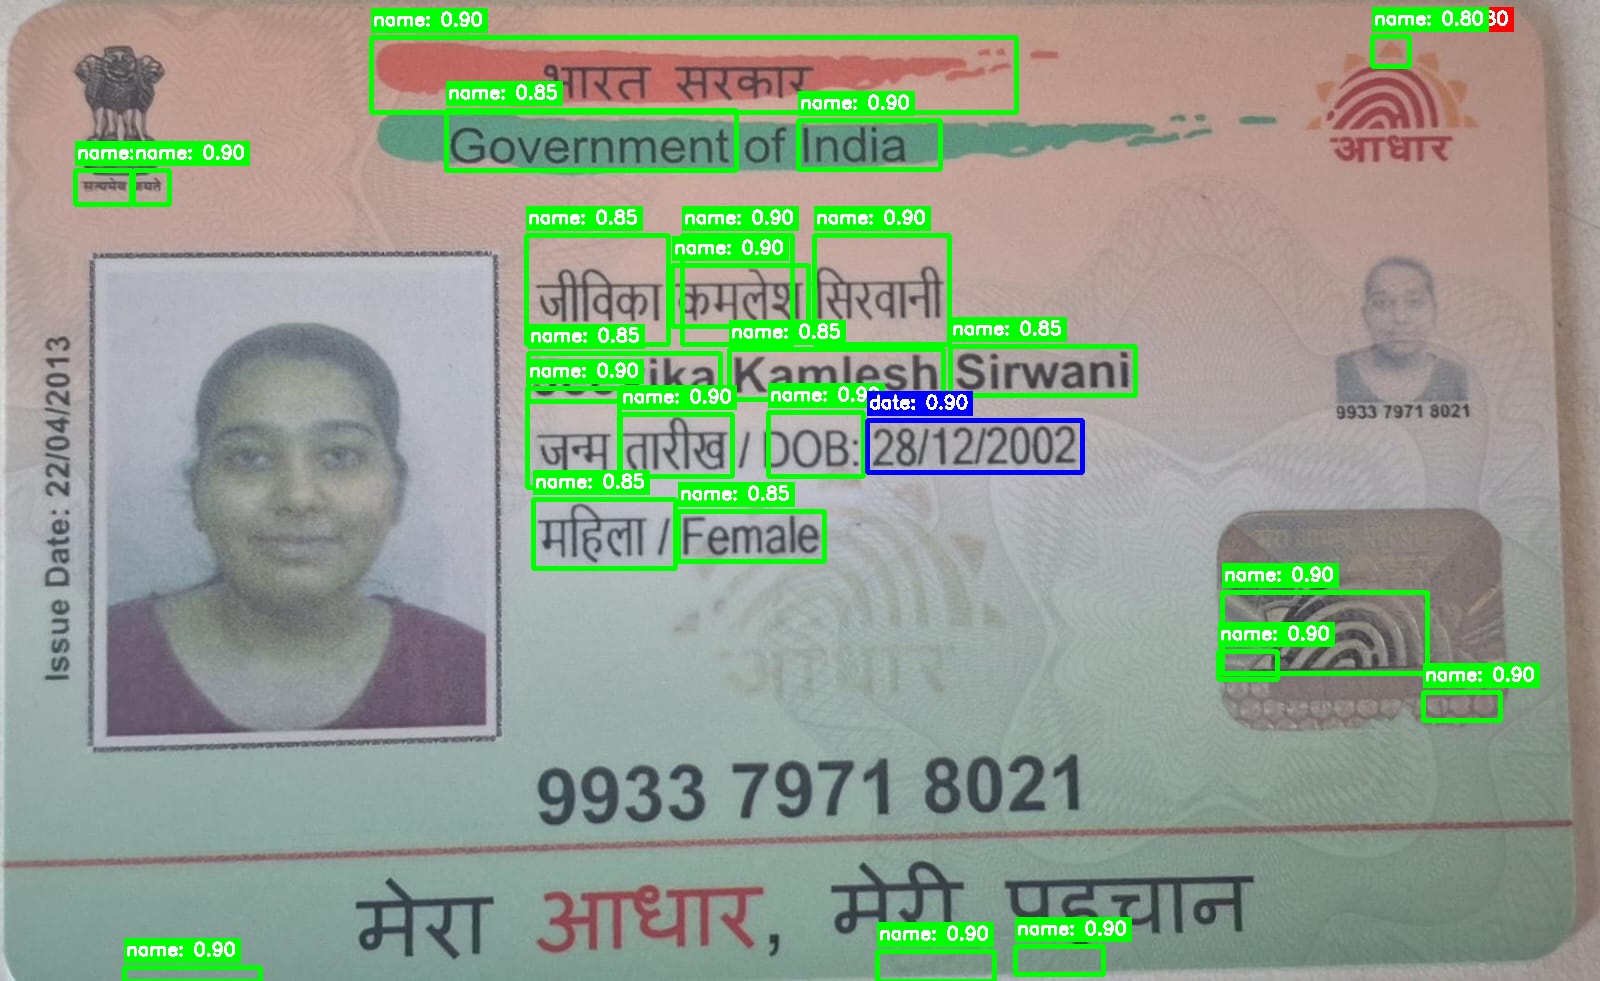 name: 0.90
name: 0.80
भारत सरकार
name: 0.85
name: 0.90
Government of India
आधार
name: name: 0.90
सत्यमेव जयते
name: 0.85 name: 0.90 name: 0.90
name: 0.90
जीविका कमलेश सिरवानी
name: 0.85 name: 0.85 name: 0.85
Kamlesh Sirwani
name: 0.90
name: 0.90 name: 0.90 date: 0.90
जन्म तारीख / DOB: 28/12/2002
name: 0.85 name: 0.85
महिला / Female
Issue Date: 22/04/2013
9933 7971 8021
name: 0.90
name: 0.90
name: 0.90
9933 7971 8021
मेरा आधार, मेरी पहचान
name: 0.90 name: 0.90 name: 0.90